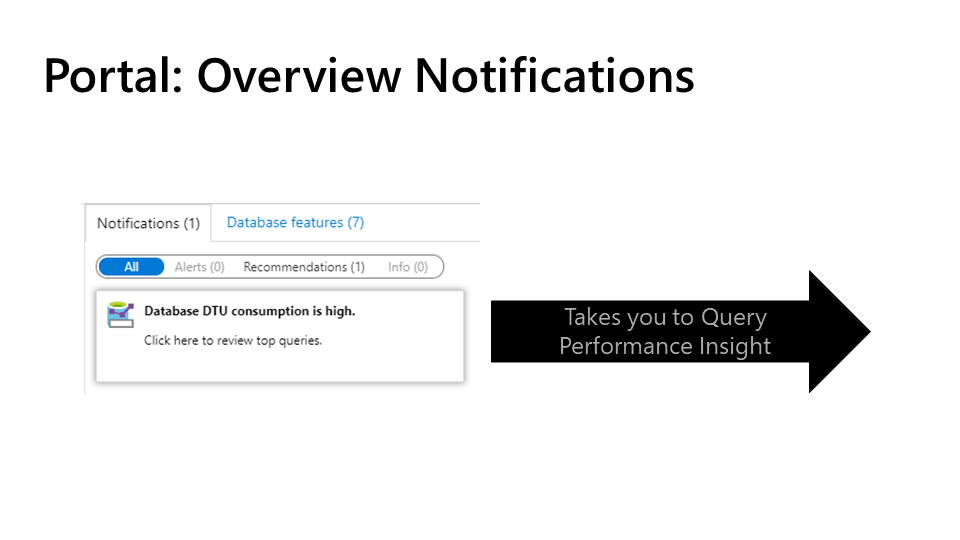 Portal: Overview Notifications
Notifications (1) Database features (7)
All Alerts (0) Recommendations (1) Info (0)
Database DTU consumption is high.
Click here to review top queries.
Takes you to Query
Performance Insight